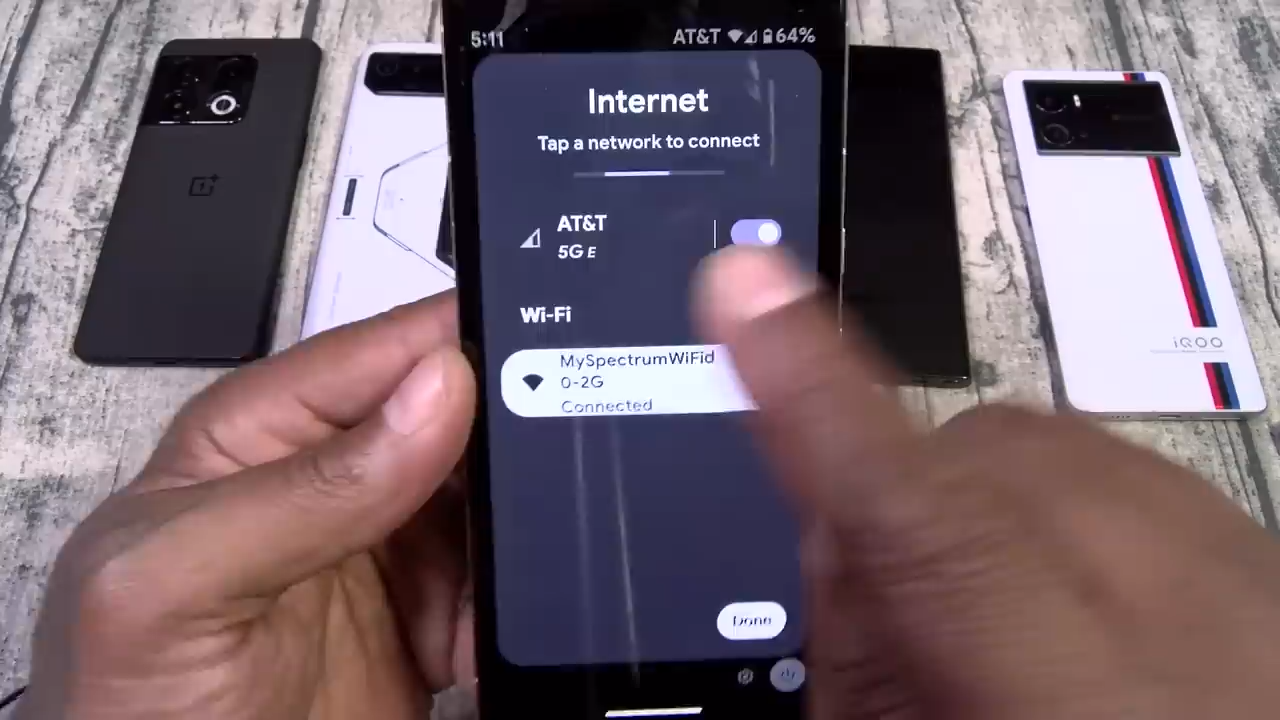 5:11 AT&T 64%
Internet
Tap a network to connect
AT&T
5G E
Wi-Fi
MySpectrumWiFid
0-2G
Connected
Done
iQOO